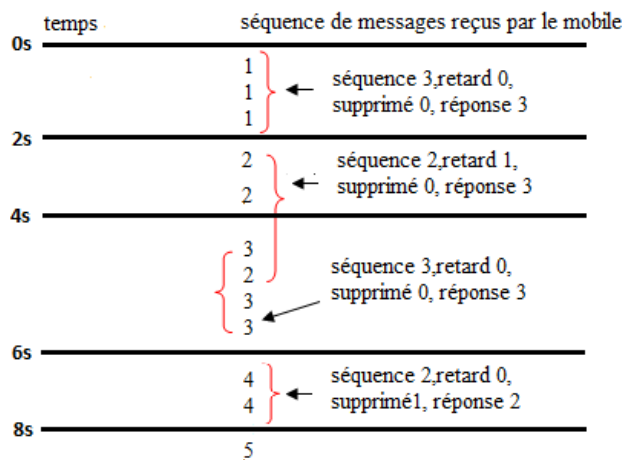 temps séquence de messages reçus par le mobile
0s
1
1
1
séquence 3,retard 0,
supprimé 0, réponse 3
2s
2
2
séquence 2,retard 1,
supprimé 0, réponse 3
4s
3
2
3
3
séquence 3,retard 0,
supprimé 0, réponse 3
6s
4
4
séquence 2,retard 0,
supprimé1, réponse 2
8s
5